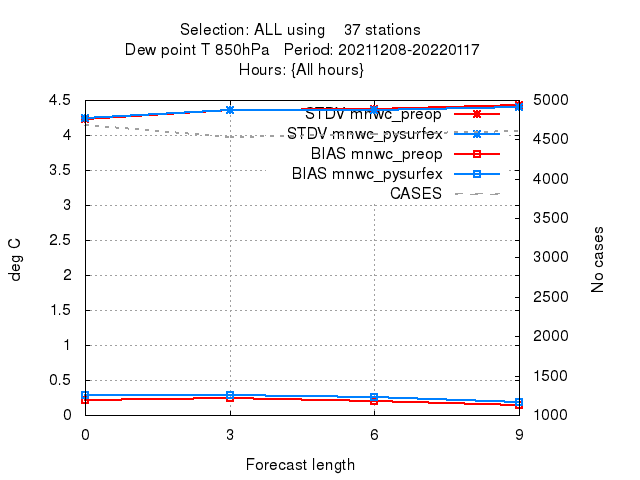 Selection: ALL using    37 stations
Dew point T 850hPa   Period: 20211208-20220117
Hours: {All hours}
4.5
4
3.5
3
2.5
2
1.5
1
0.5
0
deg C
STDV mnwc_preop
STDV mnwc_pysurfex
BIAS mnwc_preop
BIAS mnwc_pysurfex
CASES
5000
4500
4000
3500
3000
2500
2000
1500
1000
No cases
0 3 6 9
Forecast length